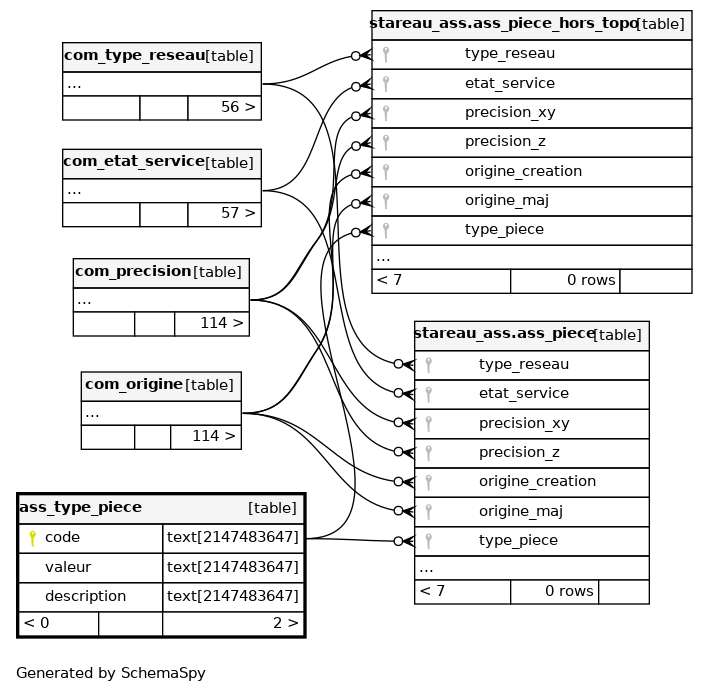 com_type_reseau [table]
...
56 >
com_etat_service [table]
...
57 >
com_precision [table]
...
114 >
com_origine [table]
...
114 >
ass_type_piece [table]
code text[2147483647]
valeur text[2147483647]
description text[2147483647]
< 0 2 >
stareau_ass.ass_piece_hors_topo [table]
type_reseau
etat_service
precision_xy
precision_z
origine_creation
origine_maj
type_piece
...
< 7 0 rows
stareau_ass.ass_piece [table]
type_reseau
etat_service
precision_xy
precision_z
origine_creation
origine_maj
type_piece
...
< 7 0 rows
Generated by SchemaSpy